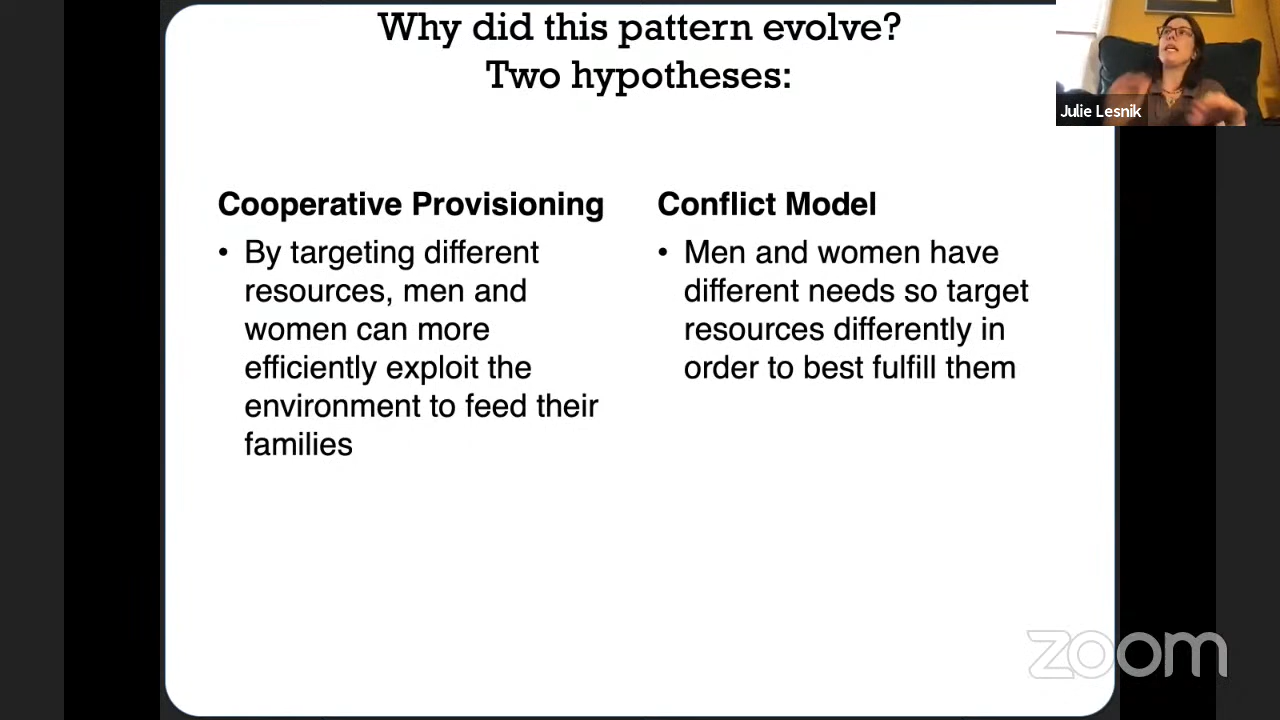 Why did this pattern evolve?
Two hypotheses:
Julie Lesnik
Cooperative Provisioning
• By targeting different
resources, men and
women can more
efficiently exploit the
environment to feed their
families
Conflict Model
• Men and women have
different needs so target
resources differently in
order to best fulfill them
zoom